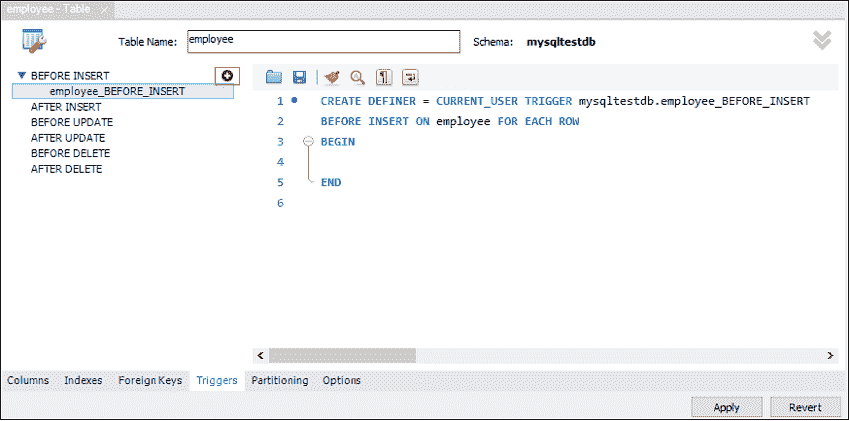 employee - Table
Table Name: employee Schema: mysqltestdb
BEFORE INSERT
employee_BEFORE_INSERT
AFTER INSERT
BEFORE UPDATE
AFTER UPDATE
BEFORE DELETE
AFTER DELETE
1 CREATE DEFINER = CURRENT_USER TRIGGER mysqltestdb.employee_BEFORE_INSERT
2 BEFORE INSERT ON employee FOR EACH ROW
3 BEGIN
4
5 END
6
Columns Indexes Foreign Keys Triggers Partitioning Options
Apply Revert